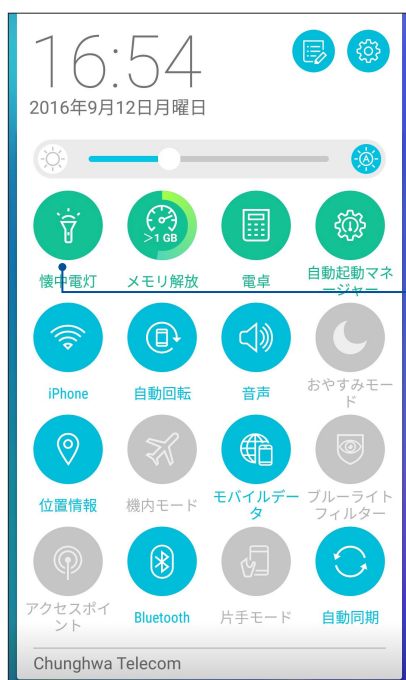 16:54
2016年9月12日月曜日
A
>1 GB
懐中電灯
メモリ解放
電卓
自動起動マネ
ージャー
iPhone
自動回転
音声
おやすみモー
ド
位置情報
機内モード
モバイルデー
タ
ブルーライト
フィルター
アクセスポイ
ント
Bluetooth
片手モード
自動同期
Chunghwa Telecom